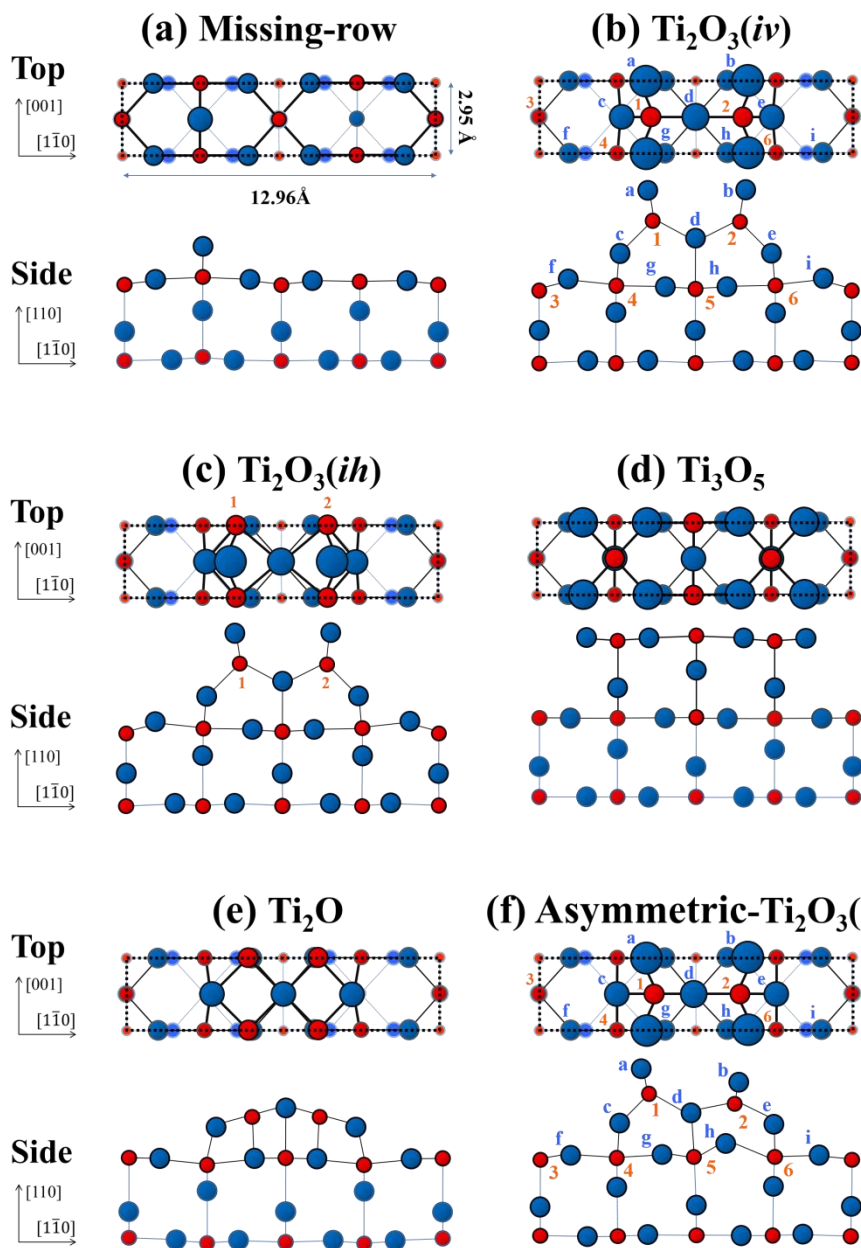 (a) Missing-row
Top
[001]
[11̄0]
2.95 Å
12.96Å
Side
[110]
[11̄0]
(b) Ti₂O₃(iv)
a b
3 c 1 d 2 e
f 4 g h 6 i
a b
c 1 d 2 e
f g h i
3 4 5 6
(c) Ti₂O₃(ih)
Top
[001]
[11̄0]
1 2
1 2
Side
[110]
[11̄0]
(d) Ti₃O₅
(e) Ti₂O
Top
[001]
[11̄0]
Side
[110]
[11̄0]
(f) Asymmetric-Ti₂O₃(
a b
3 c 1 d 2 e
f 4 g h 6 i
a b
c 1 d 2 e
f g h i
3 4 5 6